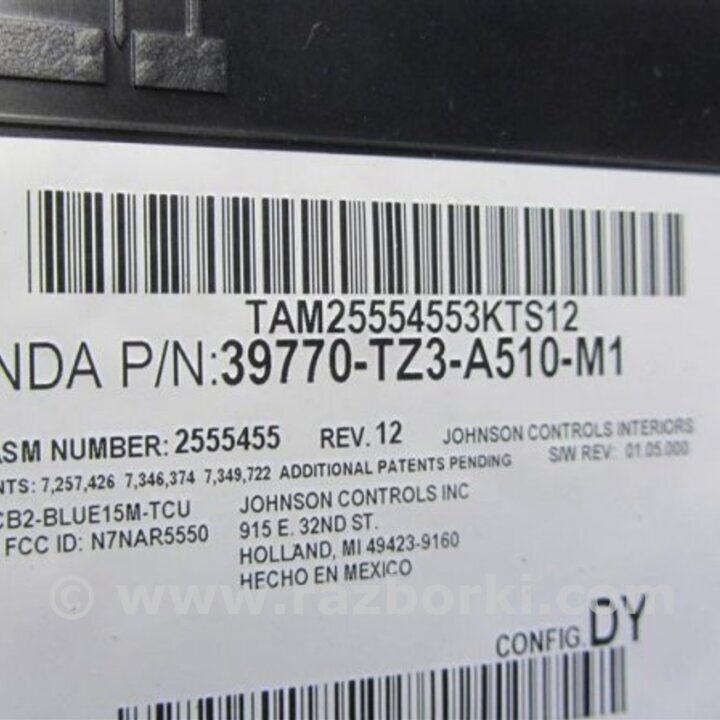 TAM25554553KTS12
NDA P/N:39770-TZ3-A510-M1
ASM NUMBER: 2555455 REV. 12 JOHNSON CONTROLS INTERIORS
NTS: 7,257,426 7,346,374 7,349,722 ADDITIONAL PATENTS PENDING S/W REV: 01.05.000
CB2-BLUE15M-TCU JOHNSON CONTROLS INC
FCC ID: N7NAR5550 915 E. 32ND ST.
HOLLAND, MI 49423-9160
HECHO EN MEXICO
© www.razborki.com
CONFIG. DY